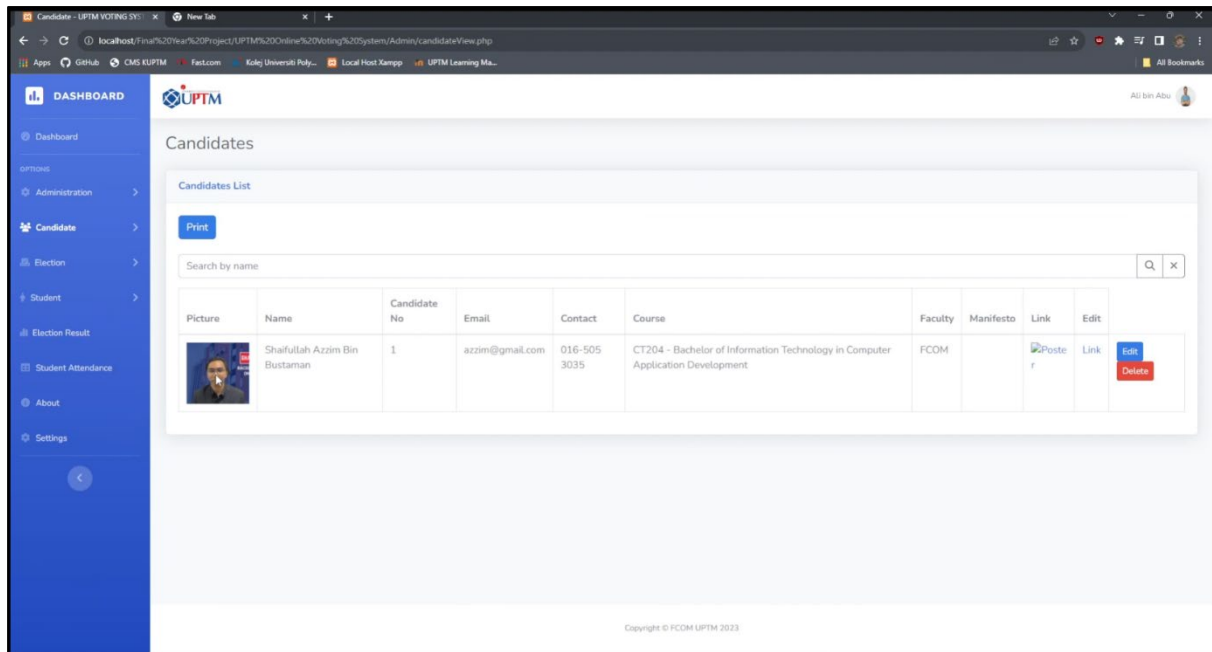 Candidate - UPTM VOTING SYS
New Tab
localhost/Final%20Year%20Project/UPTM%20Online%20Voting%20System/Admin/candidateView.php
Apps GitHub CMS KUPTM Fast.com Kolej Universiti Poly... Local Host Xampp UPTM Learning Ma... All Bookmarks
DASHBOARD
UPTM
Ali bin Abu
Dashboard
OPTIONS
Administration
Candidate
Election
Student
Election Result
Student Attendance
About
Settings
Candidates
Candidates List
Print
Search by name
Picture Name Candidate No Email Contact Course Faculty Manifesto Link Edit
Shaifullah Azzim Bin 1 azzim@gmail.com 016-505 CT204 - Bachelor of Information Technology in Computer FCOM Poste Link Edit
Bustaman 3035 Application Development r Delete
Copyright © FCOM UPTM 2023